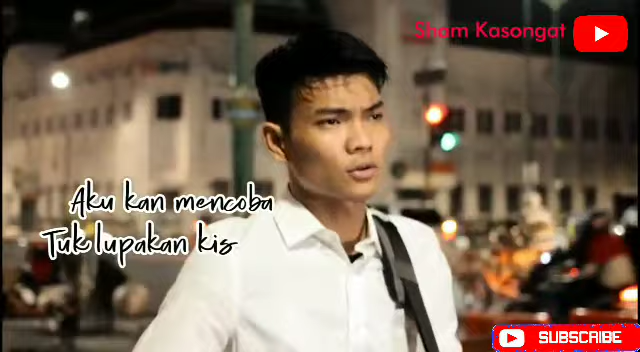 Sham Kasongat
Aku kan mencoba
Tuk lupakan kis
SUBSCRIBE